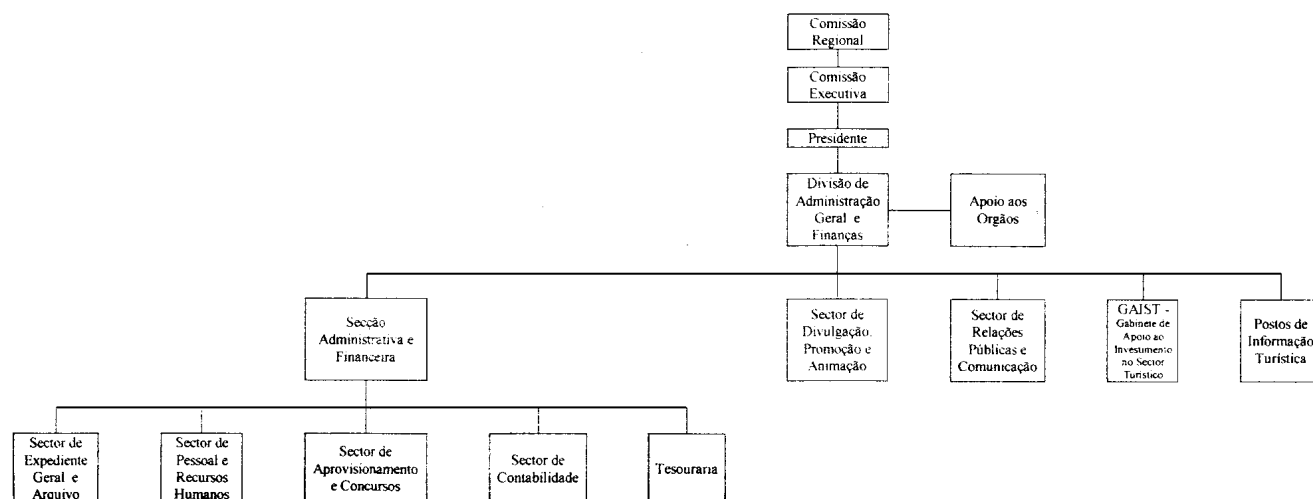 Comissão
Regional
Comissão
Executiva
Presidente
Divisão de
Administração
Geral e
Finanças
Apoio aos
Orgãos
Secção
Administrativa e
Financeira
Sector de
Divulgação,
Promoção e
Animação
Sector de
Relações
Públicas e
Comunicação
GAIST -
Gabinete de
Apoio ao
Investimento
no Sector
Turístico
Postos de
Informação
Turística
Sector de
Expediente
Geral e
Arquivo
Sector de
Pessoal e
Recursos
Humanos
Sector de
Aprovisionamento
e Concursos
Sector de
Contabilidade
Tesouraria